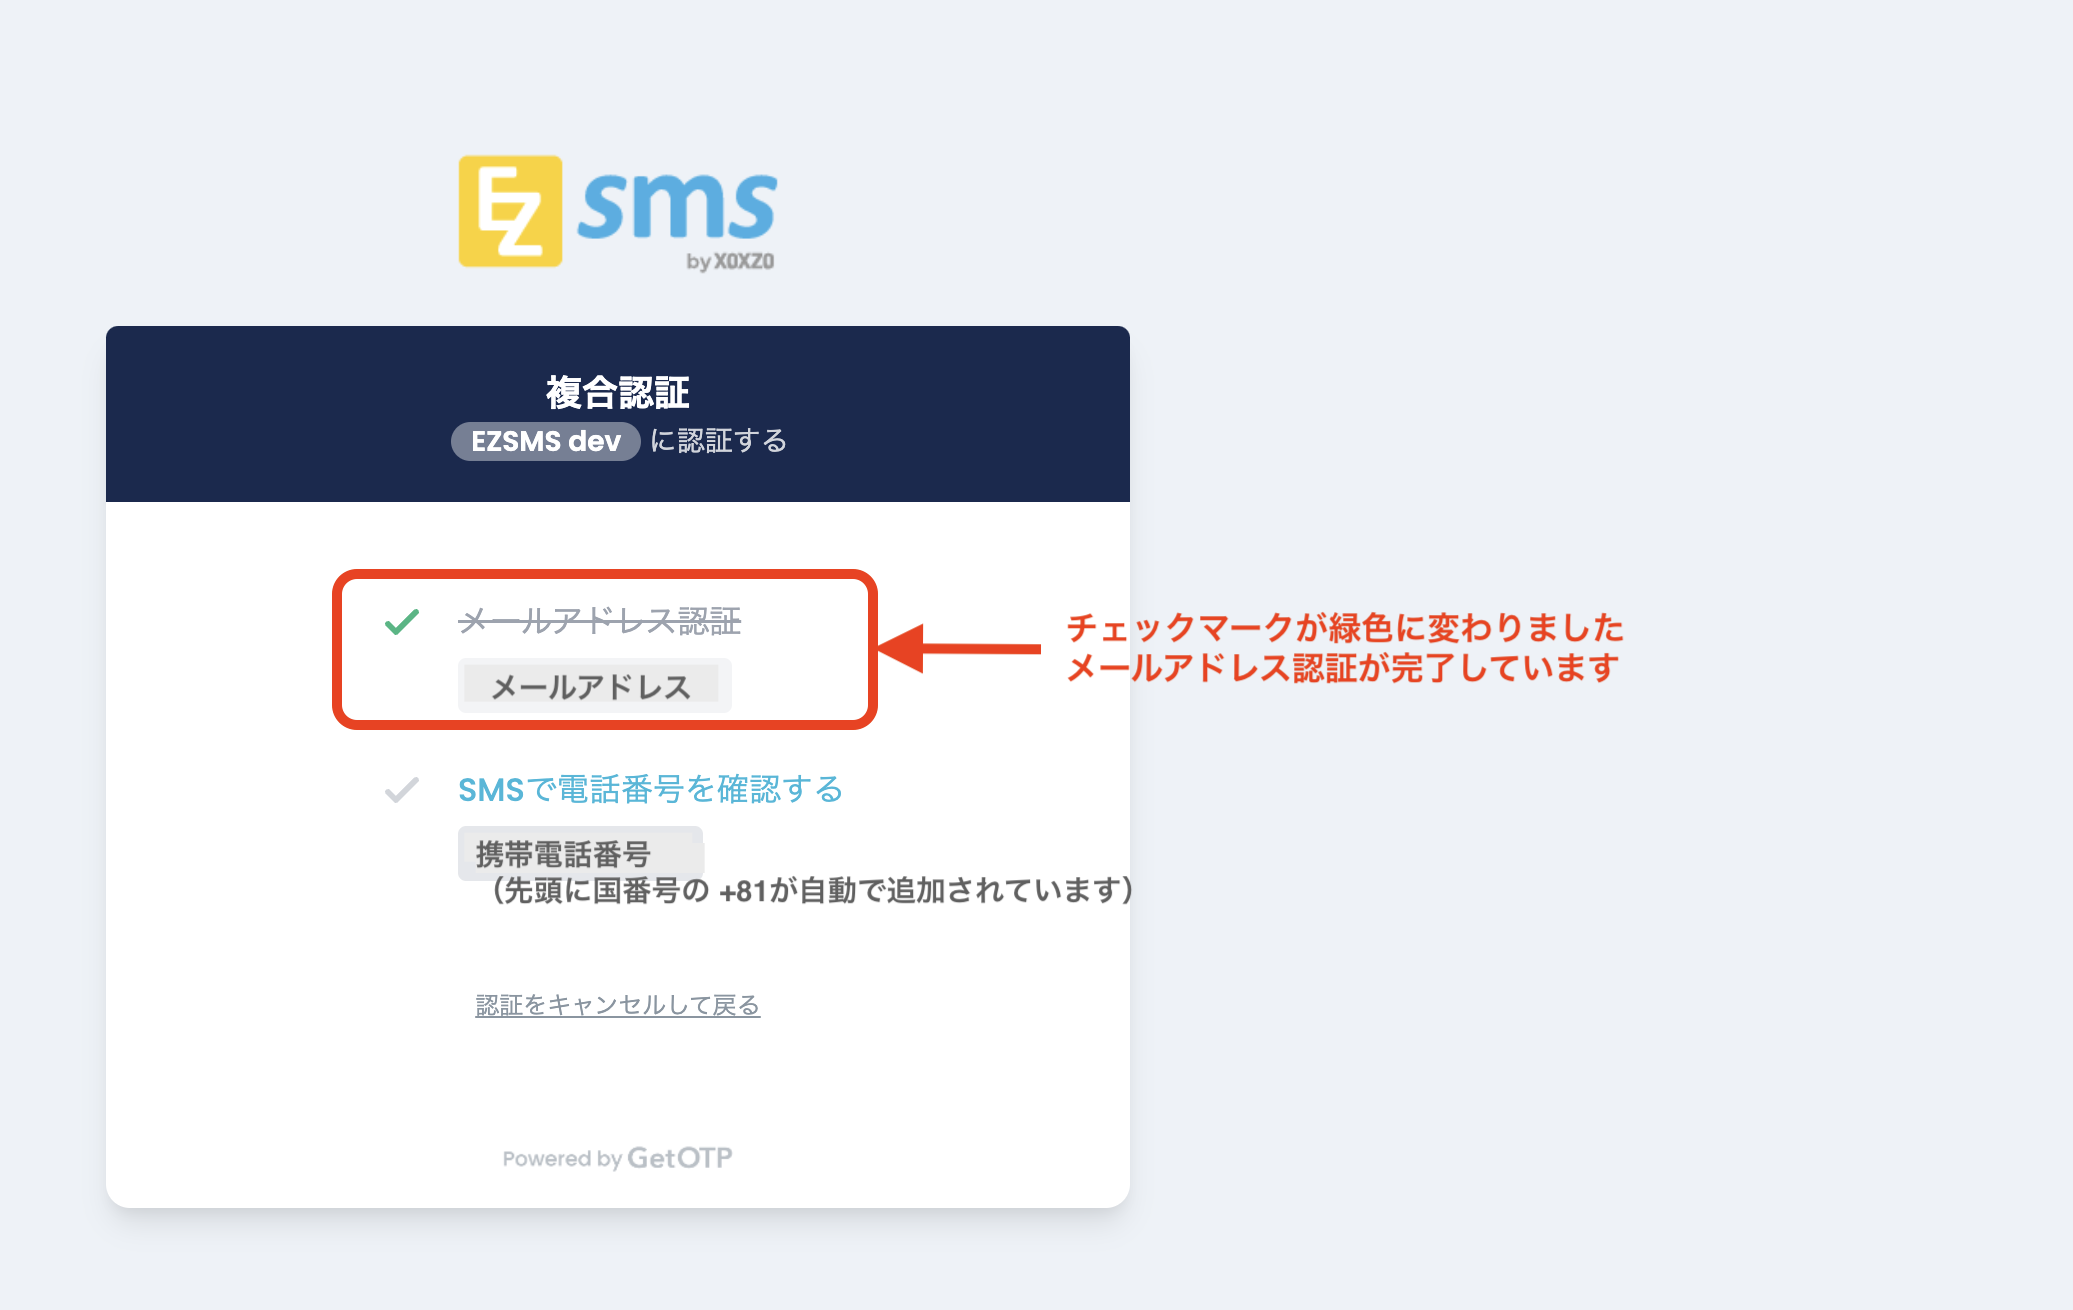 EZ sms
by XOXZO
複合認証
EZSMS dev に認証する
メールアドレス認証
メールアドレス
チェックマークが緑色に変わりました
メールアドレス認証が完了しています
SMSで電話番号を確認する
携帯電話番号
（先頭に国番号の +81が自動で追加されています）
認証をキャンセルして戻る
Powered by GetOTP